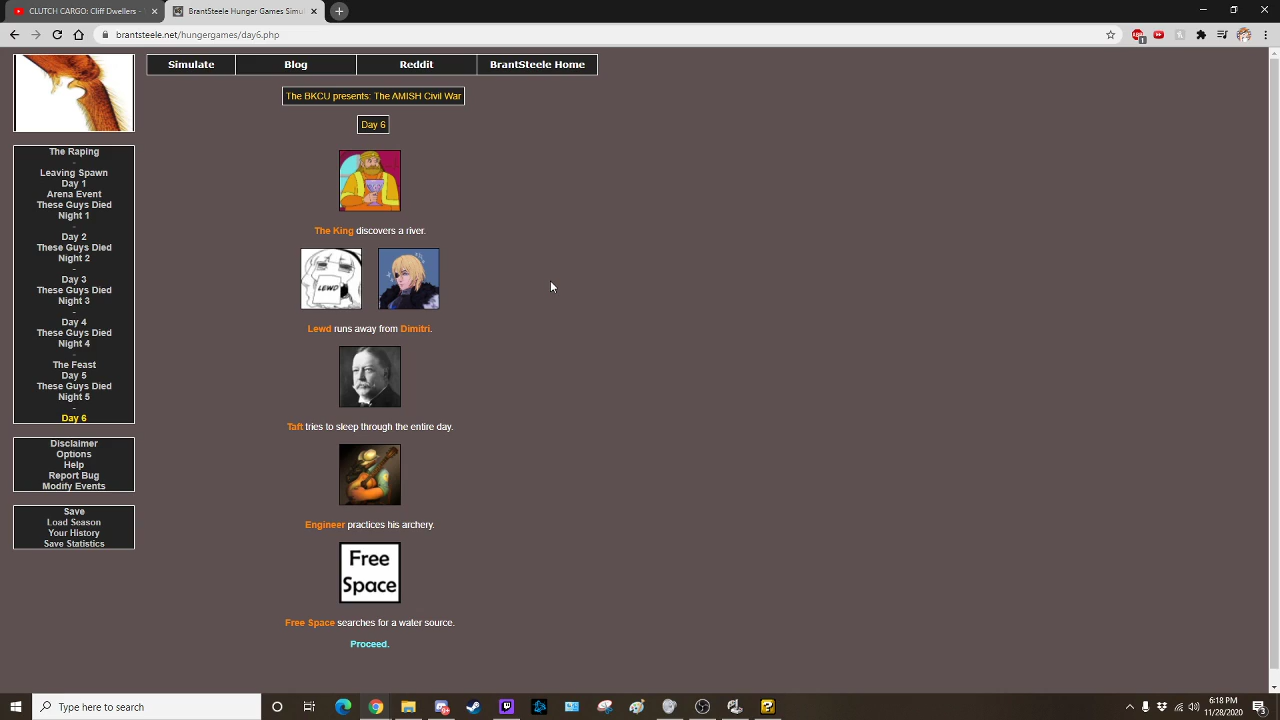 CLUTCH CARGO: Cliff Dwellers -
BrantSteele Hunger Games Simu
brantsteele.net/hungergames/day6.php
1
Simulate
Blog
Reddit
BrantSteele Home
The BKCU presents: The AMISH Civil War
Day 6
The Raping
-
Leaving Spawn
Day 1
Arena Event
These Guys Died
Night 1
-
Day 2
These Guys Died
Night 2
-
Day 3
These Guys Died
Night 3
-
Day 4
These Guys Died
Night 4
-
The Feast
Day 5
These Guys Died
Night 5
-
Day 6
Disclaimer
Options
Help
Report Bug
Modify Events
Save
Load Season
Your History
Save Statistics
The King discovers a river.
LEWD
Lewd runs away from Dimitri.
Taft tries to sleep through the entire day.
Engineer practices his archery.
Free
Space
Free Space searches for a water source.
Proceed.
Type here to search
6:18 PM
11/28/2020